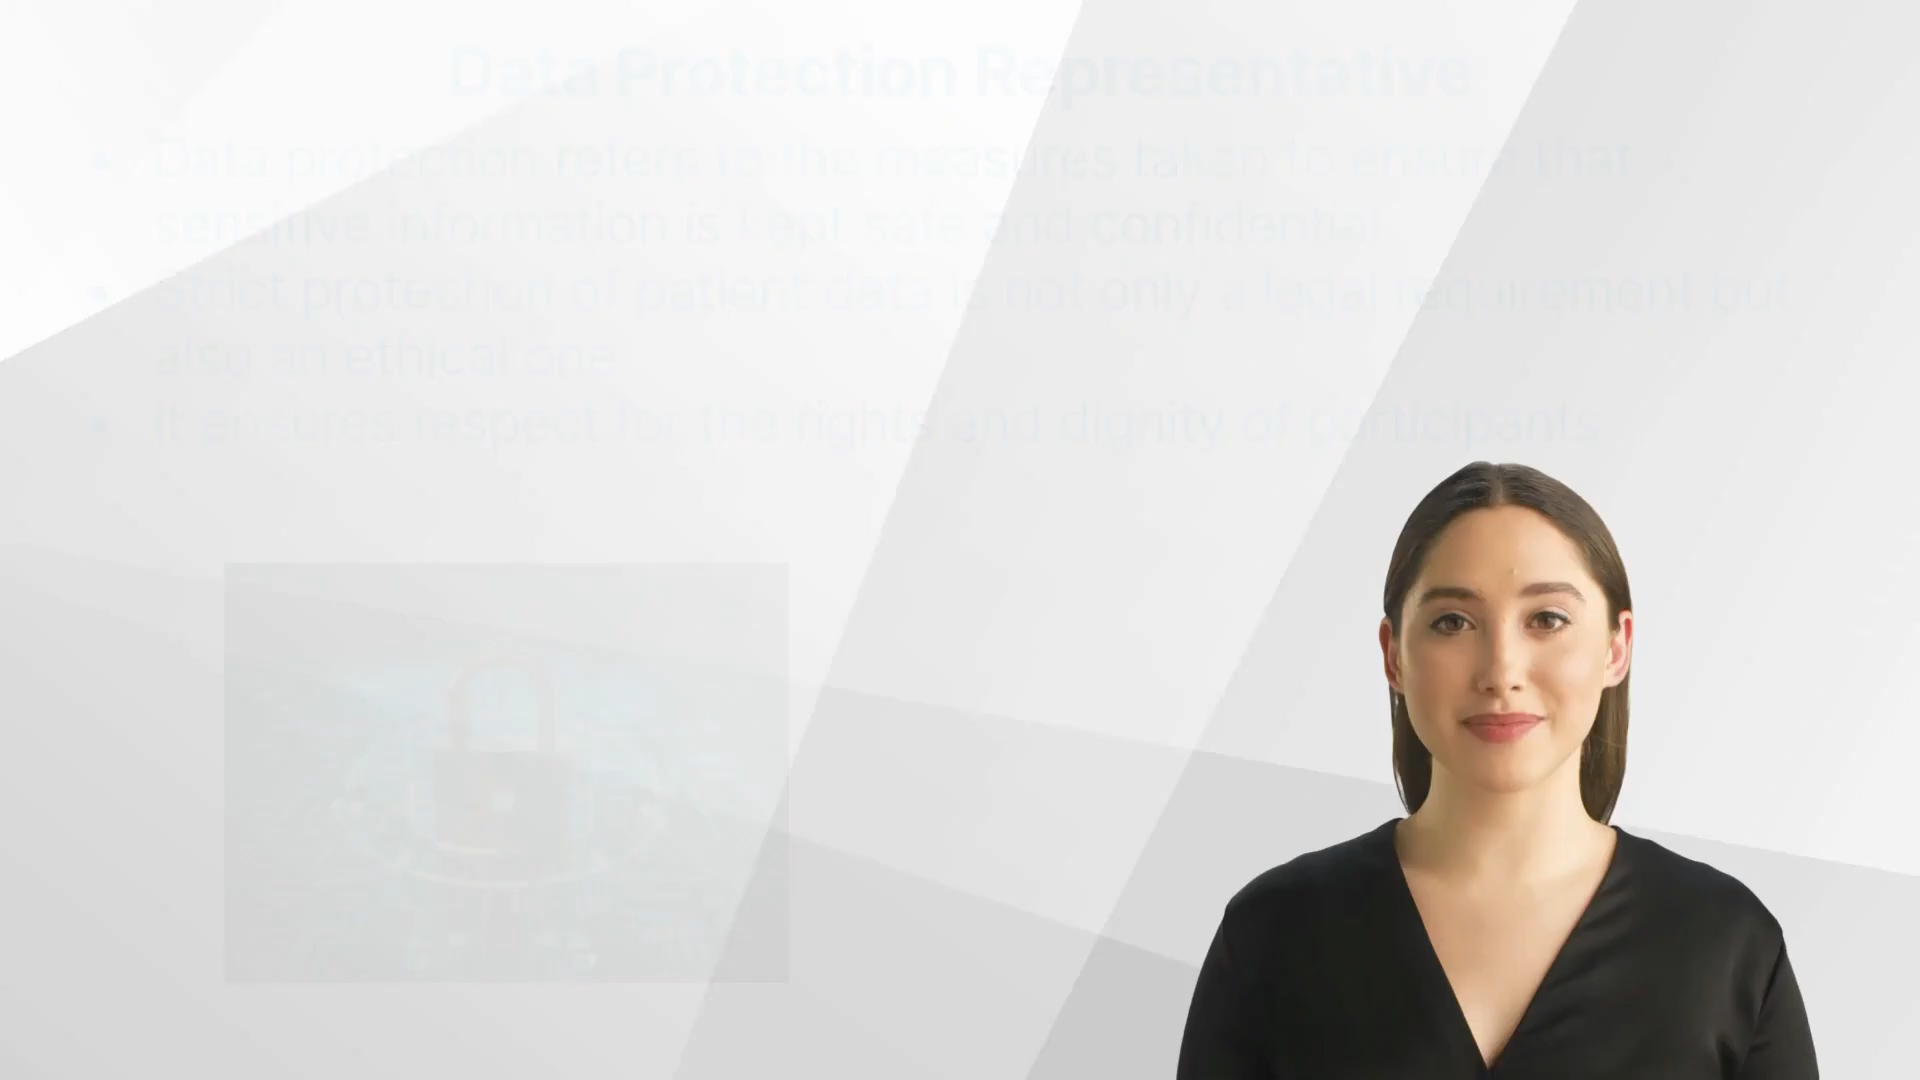 Data Protection Representative
• Data protection refers to the measures taken to ensure that
sensitive information is kept safe and confidential
• Strict protection of patient data is not only a legal requirement but
also an ethical one
• It ensures respect for the rights and dignity of participants